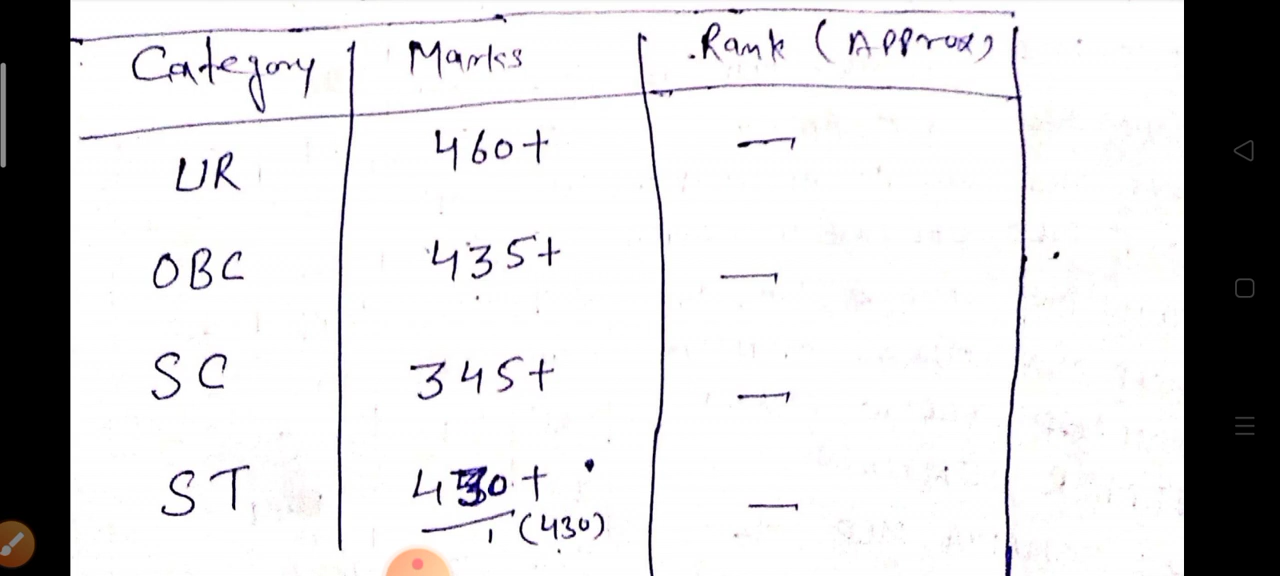 Category Marks Rank (Approx)
UR 460+ —
OBC 435+ —
SC 345+ —
ST 430+ —
(430)